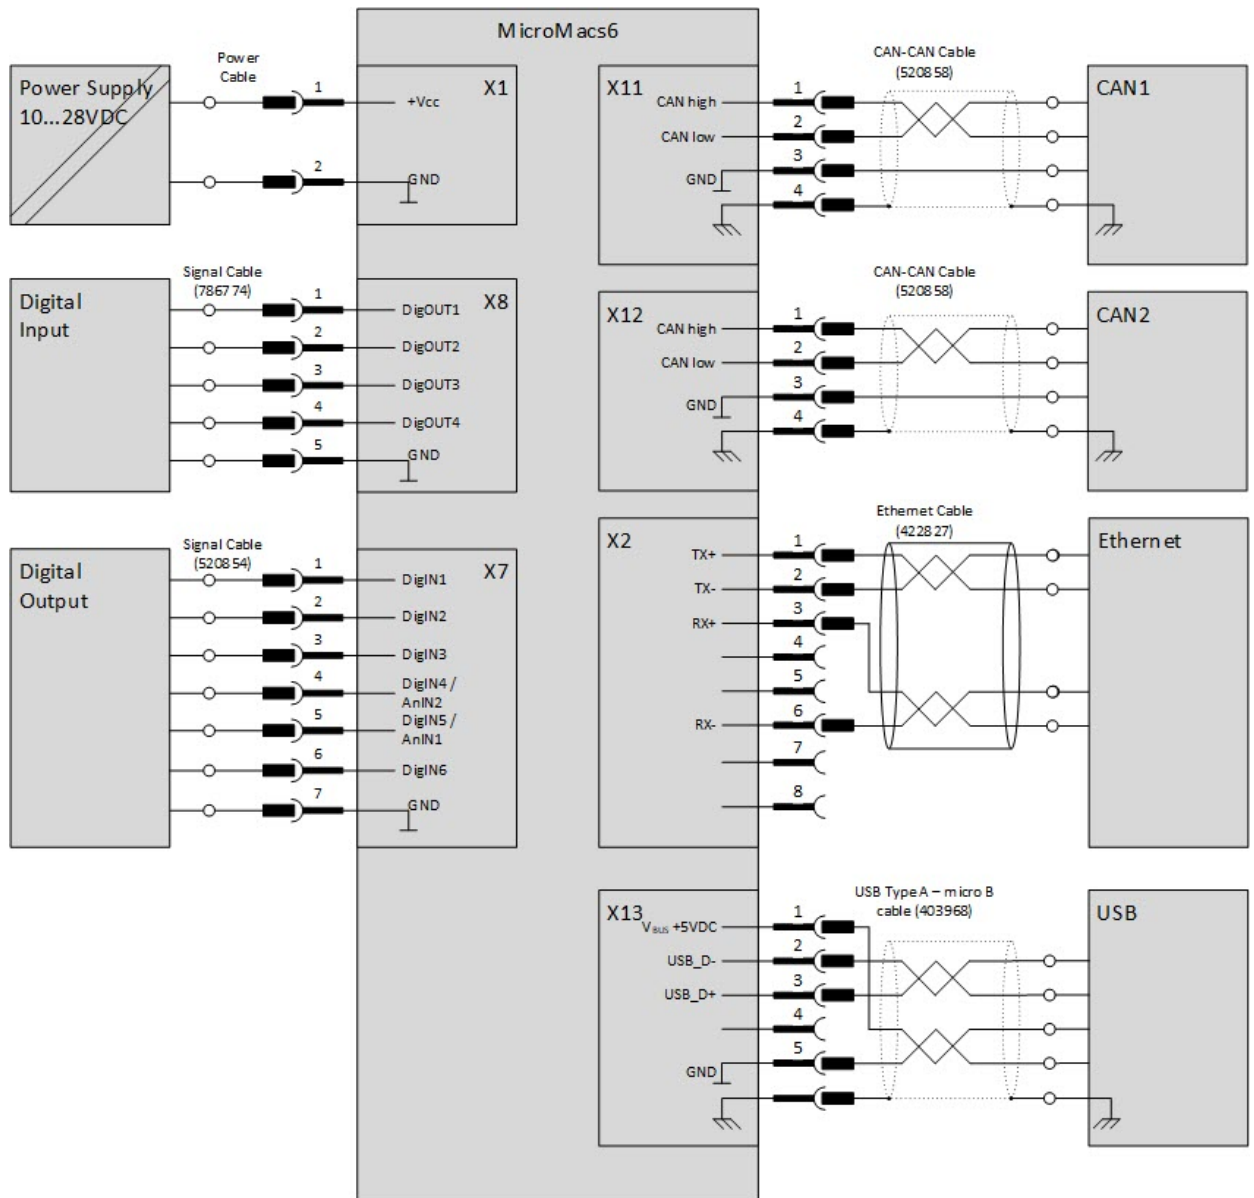 MicroMacs6
Power Supply
10...28VDC
Power
Cable
1
2
X1
+Vcc
GND
Digital
Input
Signal Cable
(786774)
1
2
3
4
5
X8
DigOUT1
DigOUT2
DigOUT3
DigOUT4
GND
Digital
Output
Signal Cable
(520854)
1
2
3
4
5
6
7
X7
DigIN1
DigIN2
DigIN3
DigIN4 /
AnIN2
DigIN5 /
AnIN1
DigIN6
GND
X11
CAN high
CAN low
GND
1
2
3
4
CAN-CAN Cable
(520858)
CAN1
X12
CAN high
CAN low
GND
1
2
3
4
CAN-CAN Cable
(520858)
CAN2
X2
TX+
TX-
RX+
RX-
1
2
3
4
5
6
7
8
Ethernet Cable
(422827)
Ethernet
X13
VBUS +5VDC
USB_D-
USB_D+
GND
1
2
3
4
5
USB Type A – micro B
cable (403968)
USB